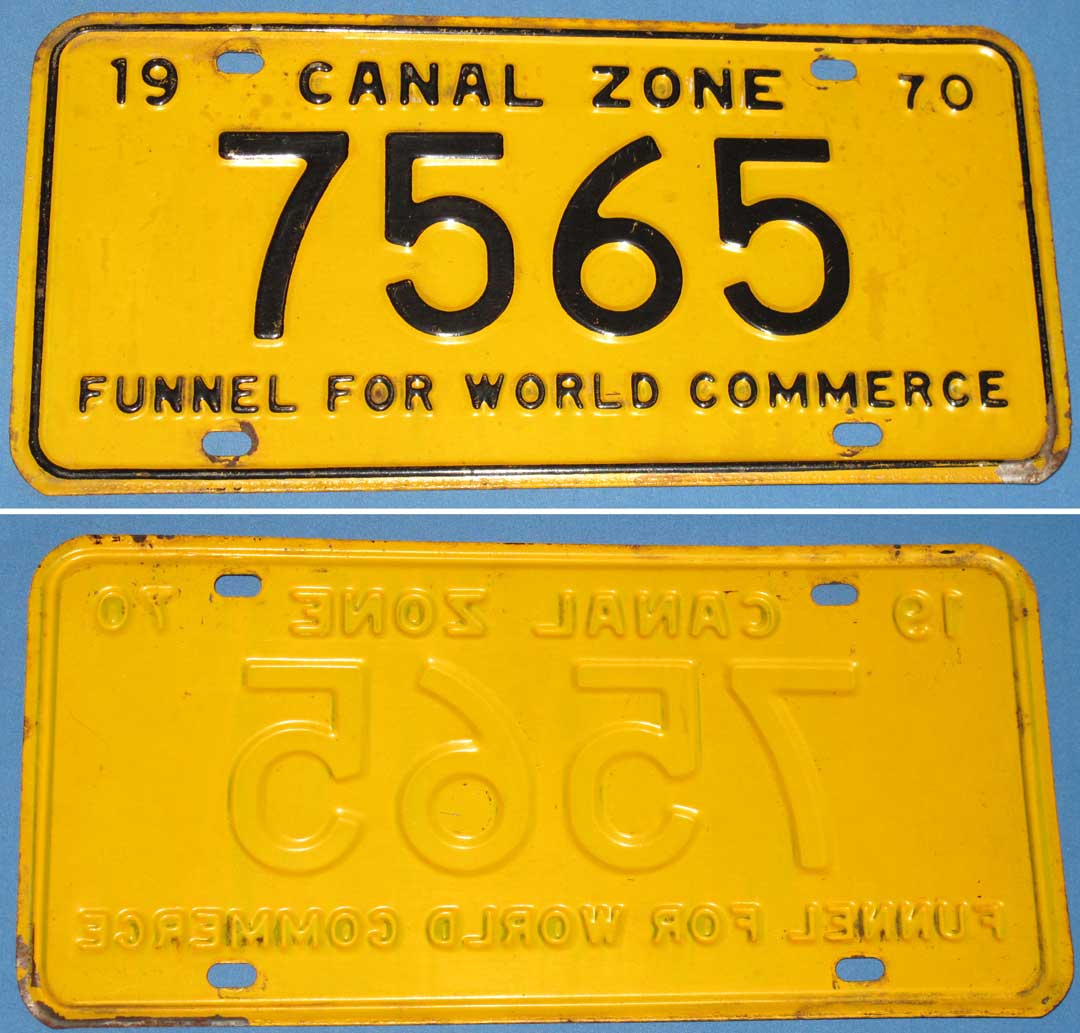 19 CANAL ZONE 70
7565
FUNNEL FOR WORLD COMMERCE
19 CANAL ZONE 70
7565
FUNNEL FOR WORLD COMMERCE